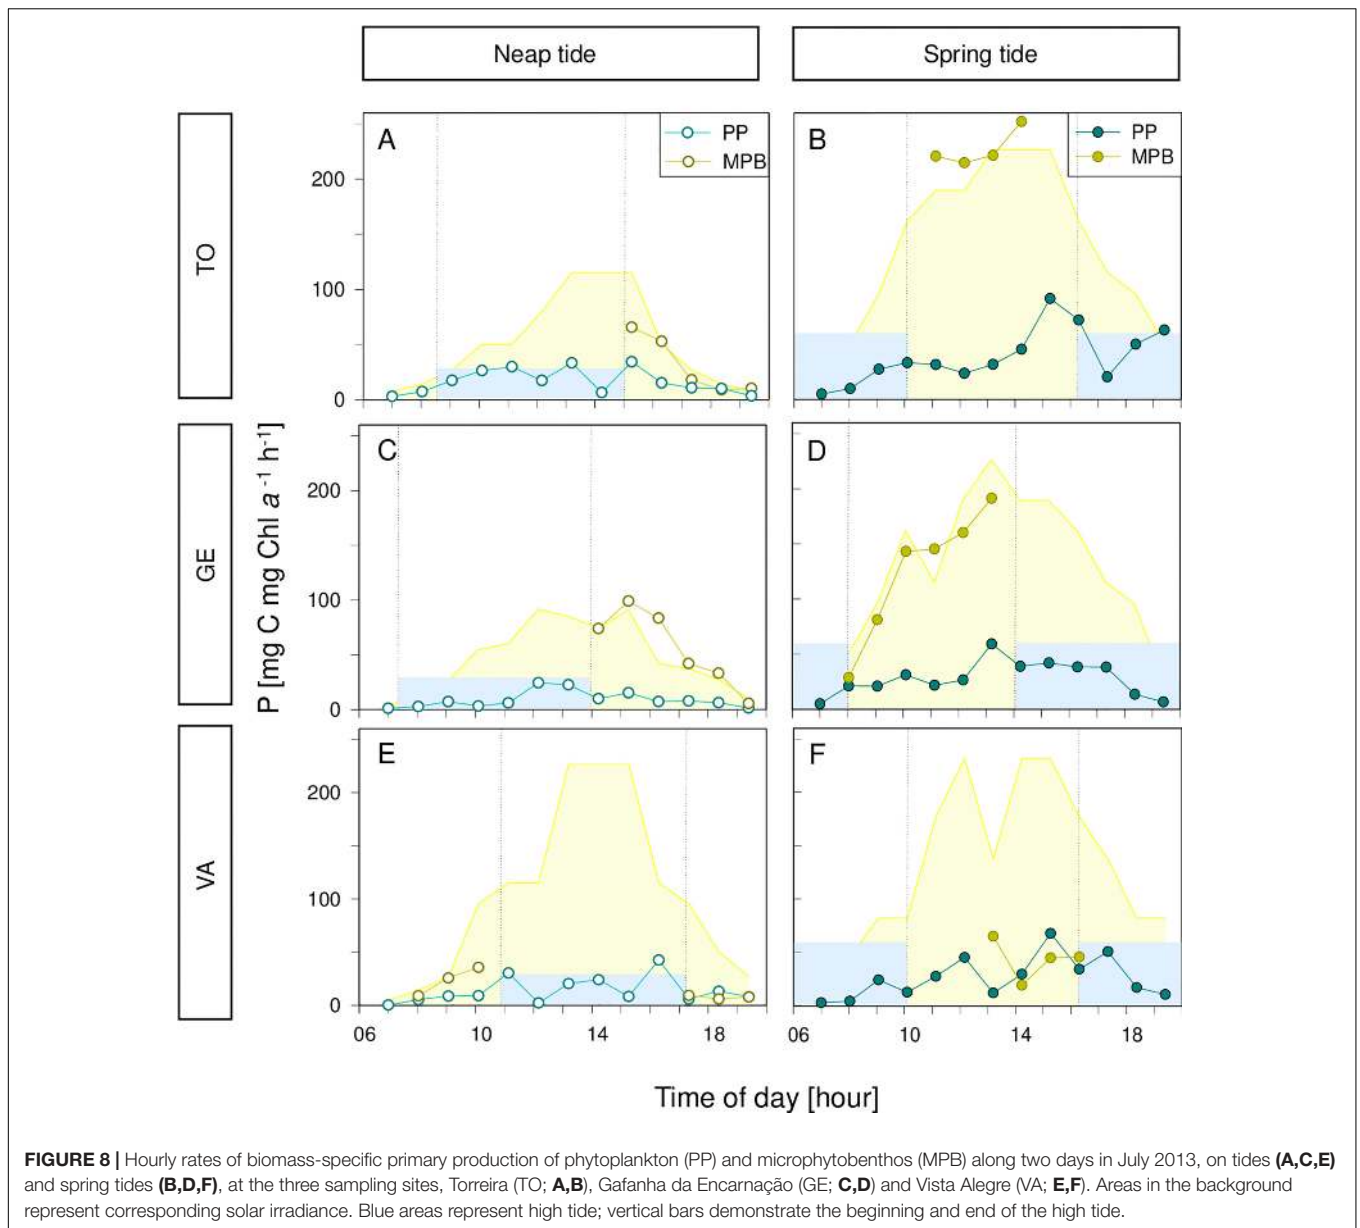 Neap tide
Spring tide
TO
GE
VA
P [mg C mg Chl a -1 h-1]
A
PP
MPB
200
100
0
B
PP
MPB
C
200
100
0
D
E
200
100
0
06 10 14 18
F
06 10 14 18
Time of day [hour]
FIGURE 8 | Hourly rates of biomass-specific primary production of phytoplankton (PP) and microphytobenthos (MPB) along two days in July 2013, on tides (A,C,E)
and spring tides (B,D,F), at the three sampling sites, Torreira (TO; A,B), Gafanha da Encarnação (GE; C,D) and Vista Alegre (VA; E,F). Areas in the background
represent corresponding solar irradiance. Blue areas represent high tide; vertical bars demonstrate the beginning and end of the high tide.